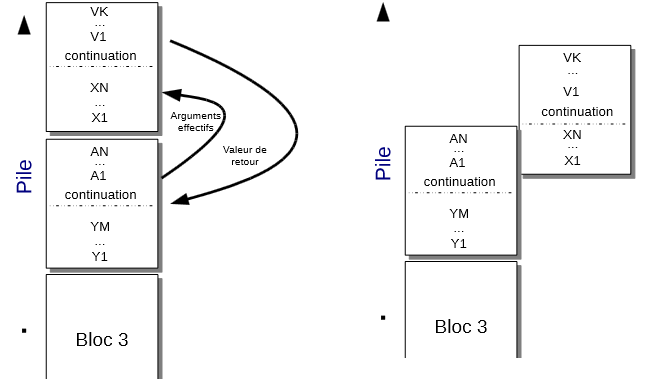 VK
...
V1
continuation
XN
...
X1
Arguments
effectifs
Valeur de
retour
AN
...
A1
continuation
YM
...
Y1
Bloc 3
Pile
VK
...
V1
continuation
XN
...
X1
AN
...
A1
continuation
YM
...
Y1
Bloc 3
Pile